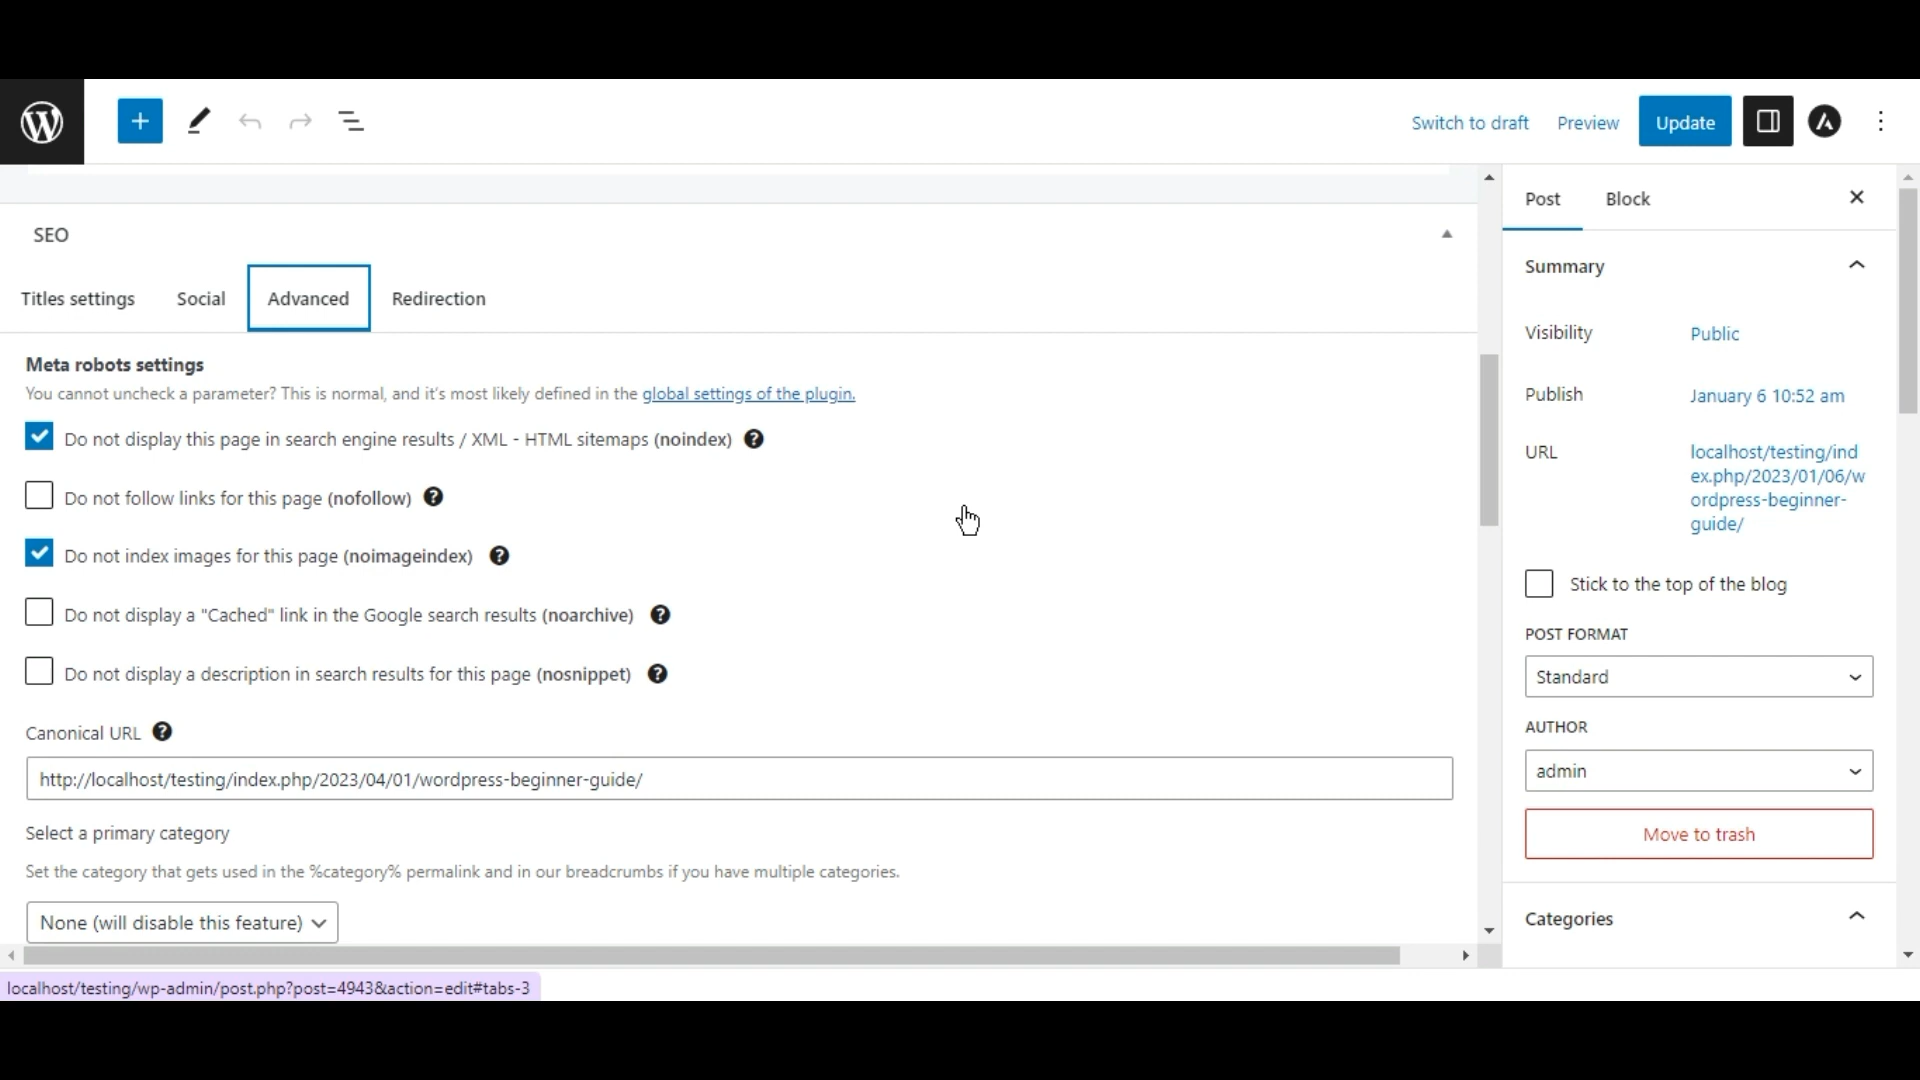 Switch to draft
Preview
Update
SEO
Titles settings
Social
Advanced
Redirection
Meta robots settings
You cannot uncheck a parameter? This is normal, and it's most likely defined in the global settings of the plugin.
Do not display this page in search engine results / XML - HTML sitemaps (noindex)
Do not follow links for this page (nofollow)
Do not index images for this page (noimageindex)
Do not display a "Cached" link in the Google search results (noarchive)
Do not display a description in search results for this page (nosnippet)
Canonical URL
http://localhost/testing/index.php/2023/04/01/wordpress-beginner-guide/
Select a primary category
Set the category that gets used in the %category% permalink and in our breadcrumbs if you have multiple categories.
None (will disable this feature)
localhost/testing/wp-admin/post.php?post=4943&action=edit#tabs-3
Post
Block
Summary
Visibility
Public
Publish
January 6 10:52 am
URL
localhost/testing/ind
ex.php/2023/01/06/w
ordpress-beginner-
guide/
Stick to the top of the blog
POST FORMAT
Standard
AUTHOR
admin
Move to trash
Categories